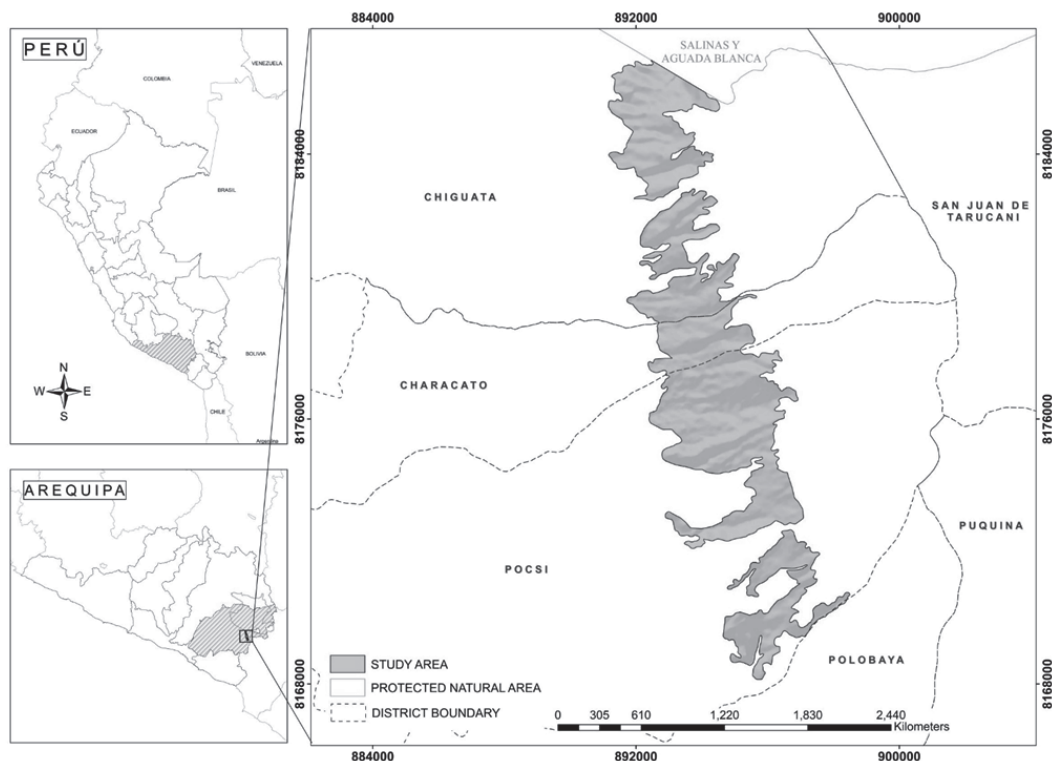 PERÚ
VENEZUELA
COLOMBIA
ECUADOR
BRASIL
BOLIVIA
CHILE
Argentina
N
W E
S
AREQUIPA
884000 892000 900000
SALINAS Y
AGUADA BLANCA
8184000 8184000
CHIGUATA
SAN JUAN DE
TARUCANI
CHARACATO
8176000 8176000
PUQUINA
POCSI
POLOBAYA
8168000 8168000
STUDY AREA
PROTECTED NATURAL AREA
DISTRICT BOUNDARY
0 305 610 1,220 1,830 2,440
Kilometers
884000 892000 900000